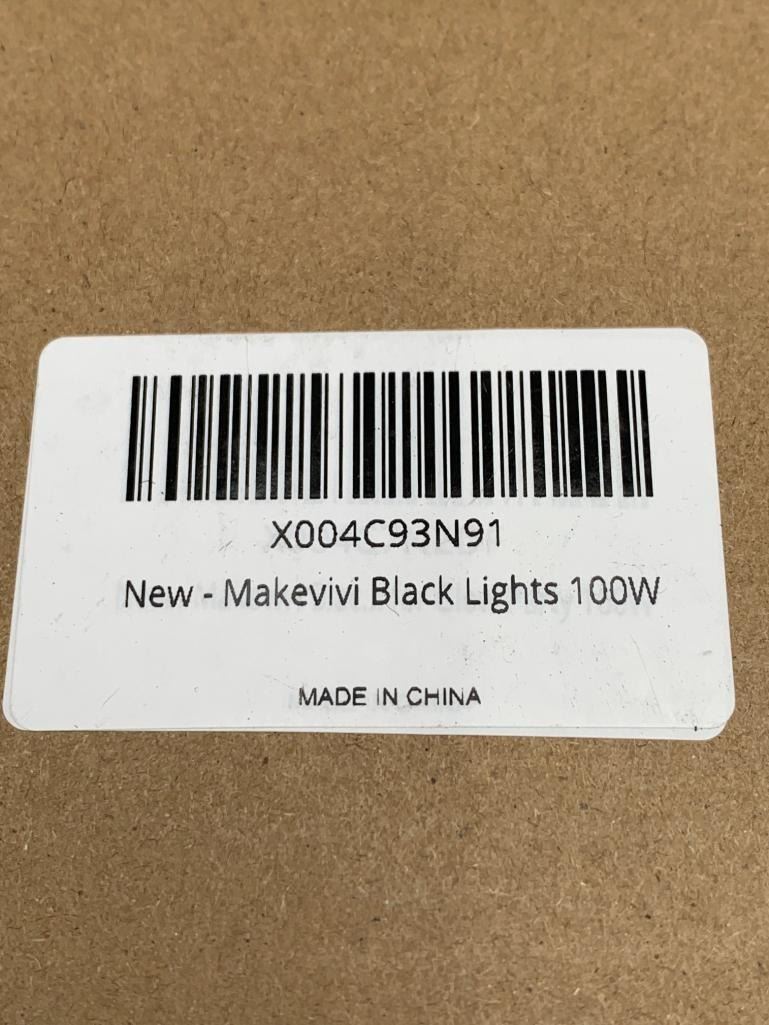 X004C93N91
New - Makevivi Black Lights 100W
MADE IN CHINA